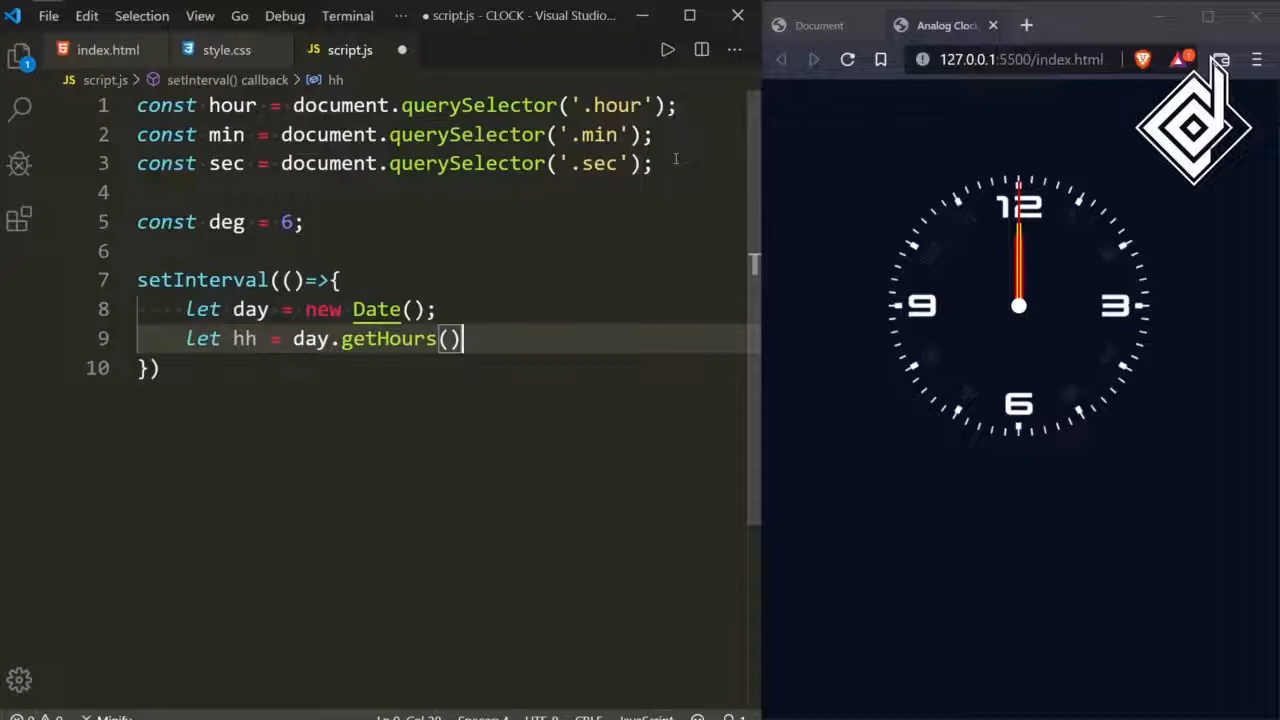 File Edit Selection View Go Debug Terminal ··· ● script.js - CLOCK - Visual Studio...
index.html style.css JS script.js
JS script.js > setInterval() callback > hh
1 const hour = document.querySelector('.hour');
2 const min = document.querySelector('.min');
3 const sec = document.querySelector('.sec');
4
5 const deg = 6;
6
7 setInterval(()=>{
8 let day = new Date();
9 let hh = day.getHours()
10 })
Document Analog Clock
127.0.0.1:5500/index.html
1
1
12
9 3
6
T
Minify
JavaScript